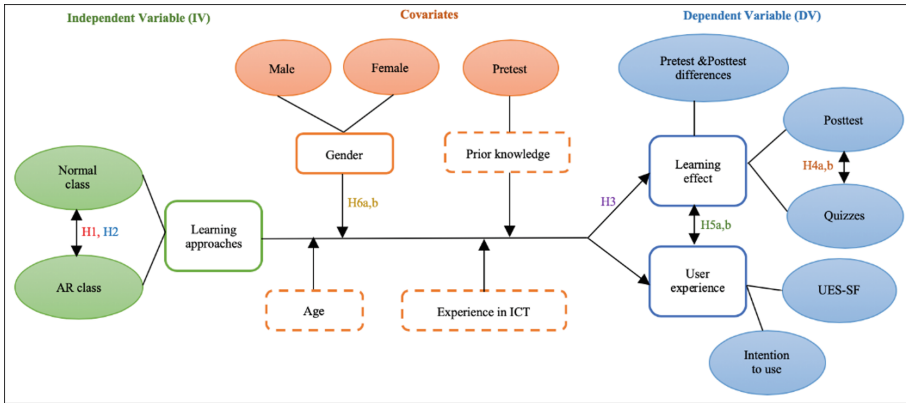 Independent Variable (IV)
Covariates
Dependent Variable (DV)
Male
Female
Pretest
Pretest &Posttest
differences
Posttest
Normal
class
Gender
Prior knowledge
Learning
effect
H4a,b
H1, H2
Learning
approaches
H6a,b
H3
H5a,b
Quizzes
AR class
Age
Experience in ICT
User
experience
UES-SF
Intention
to use